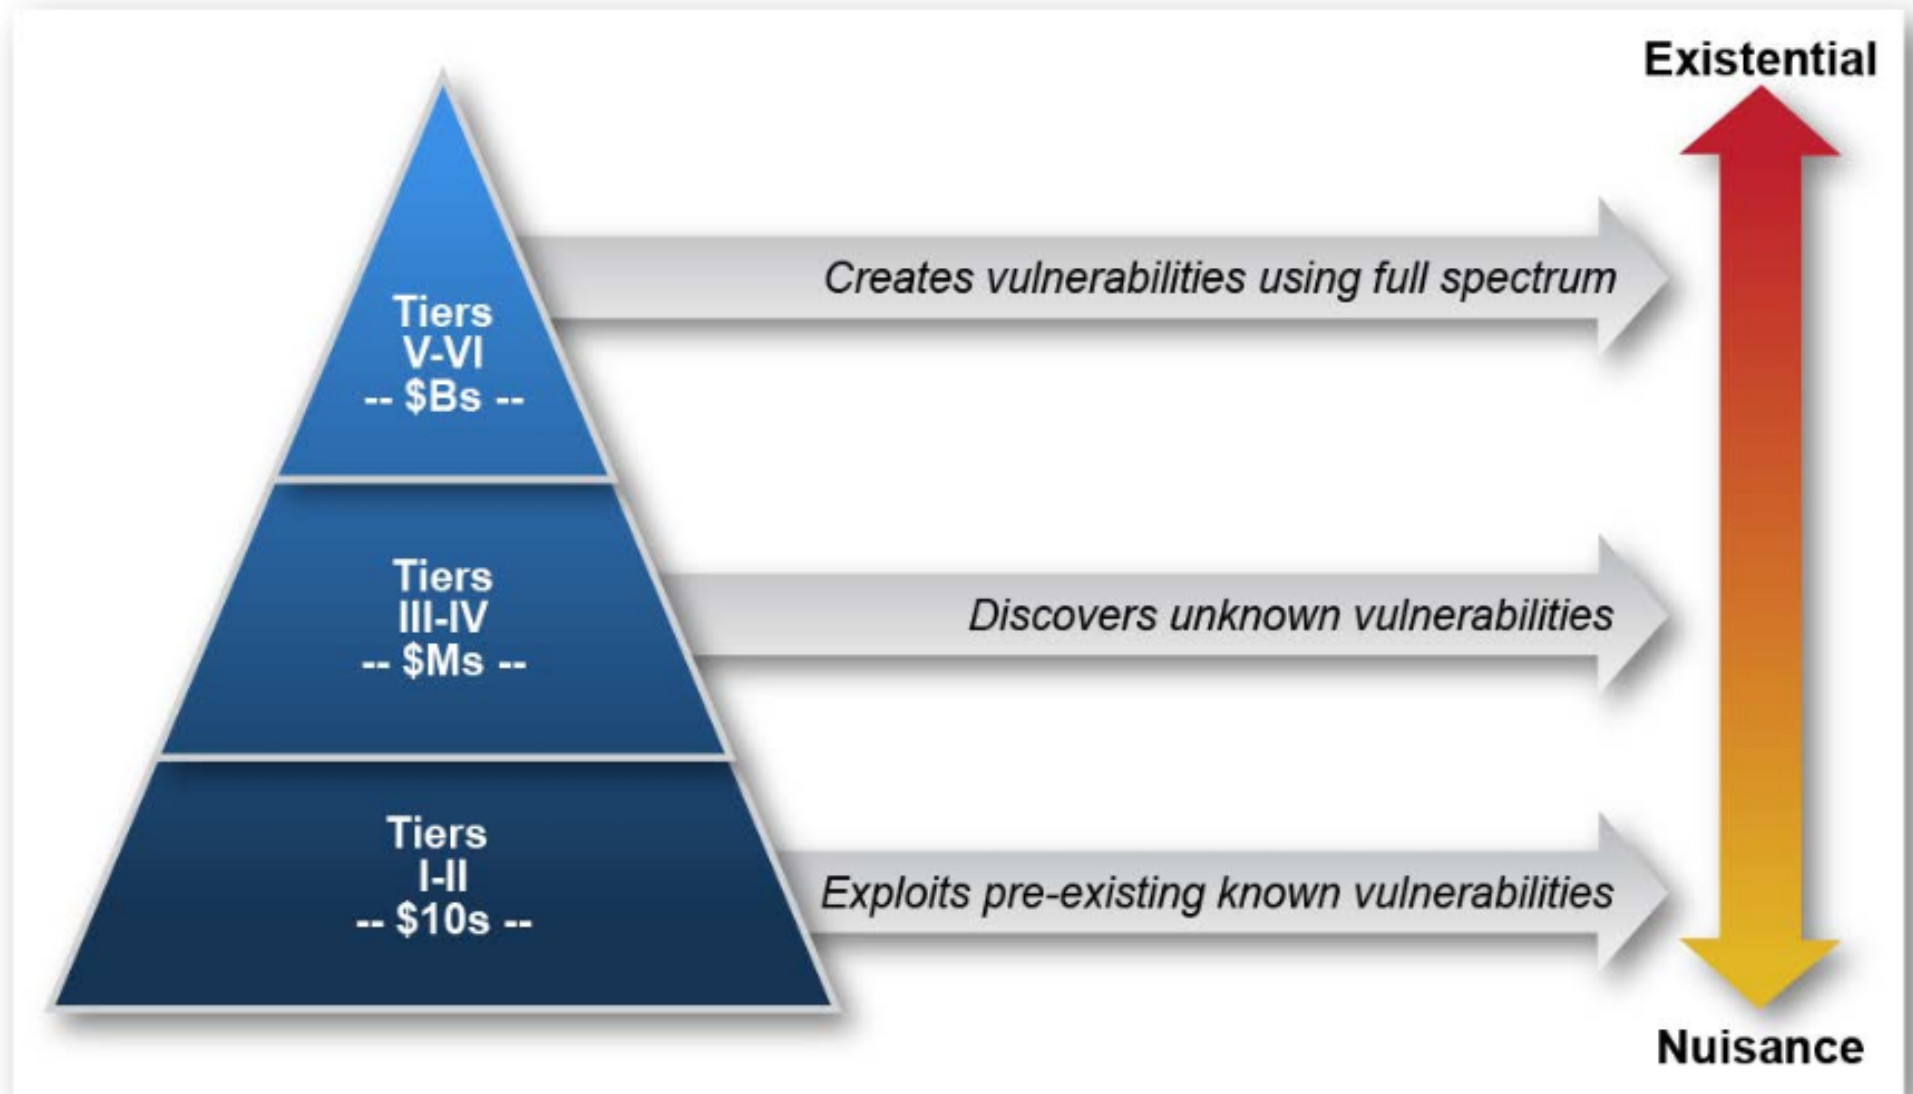 Existential
Creates vulnerabilities using full spectrum
Tiers
V-VI
-- $Bs --
Discovers unknown vulnerabilities
Tiers
III-IV
-- $Ms --
Exploits pre-existing known vulnerabilities
Tiers
I-II
-- $10s --
Nuisance